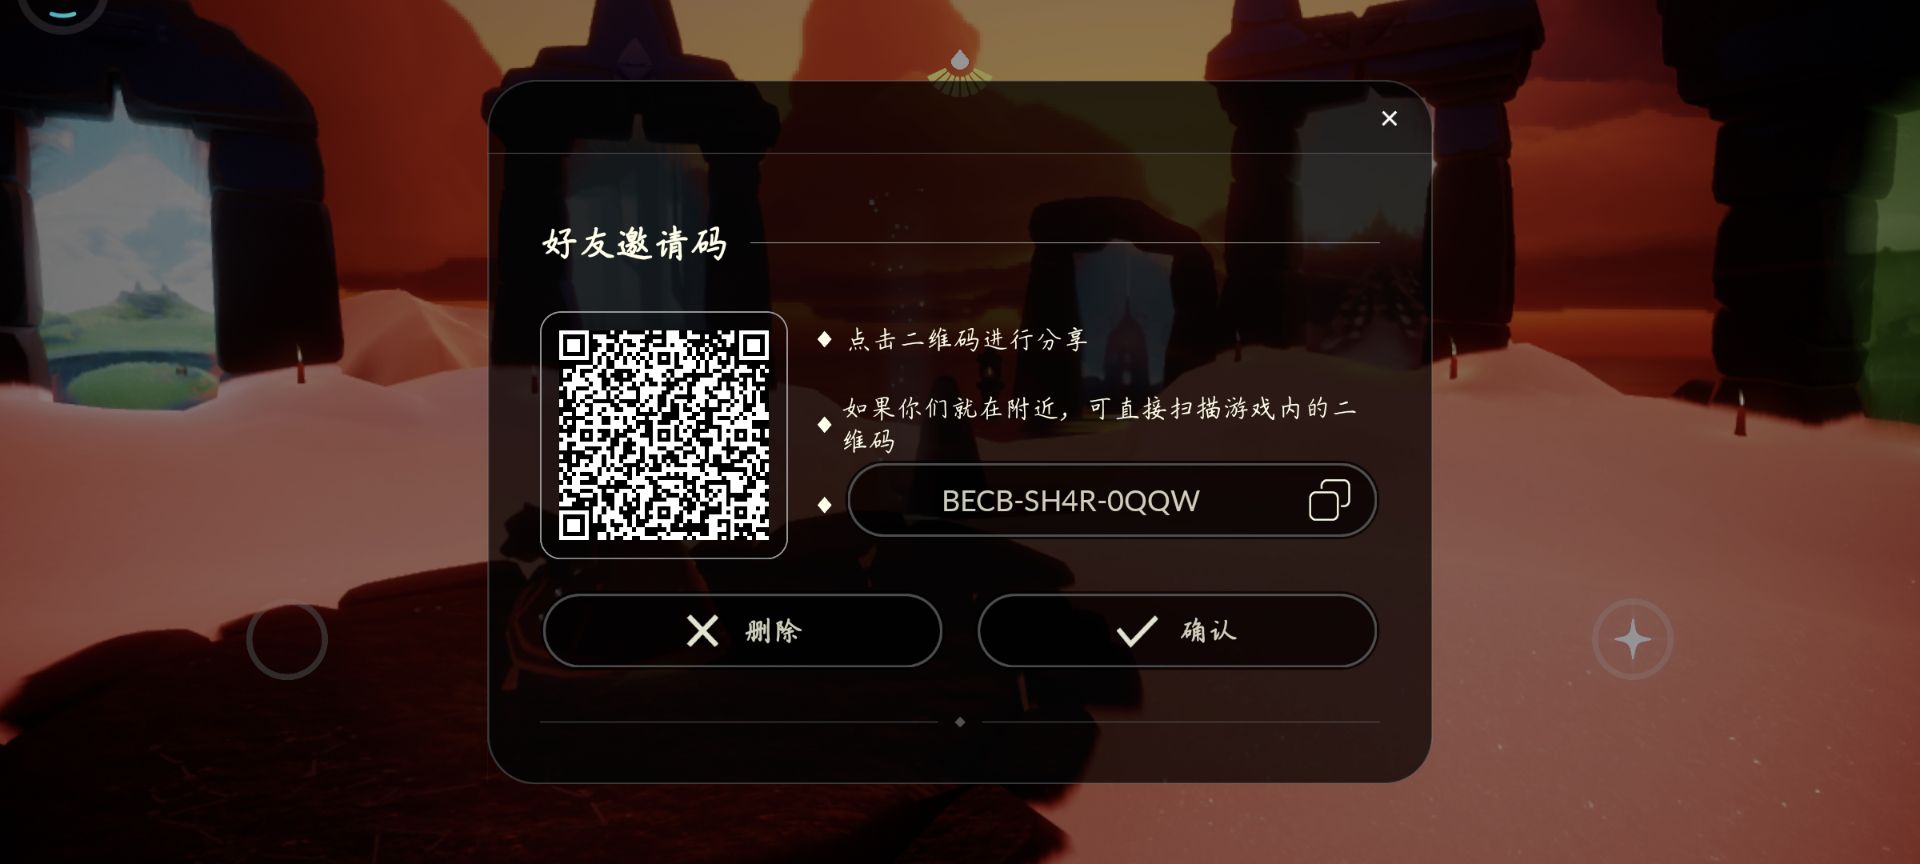 好友邀请码
点击二维码进行分享
如果你们就在附近，可直接扫描游戏内的二
维码
BECB-SH4R-0QQW
删除
确认